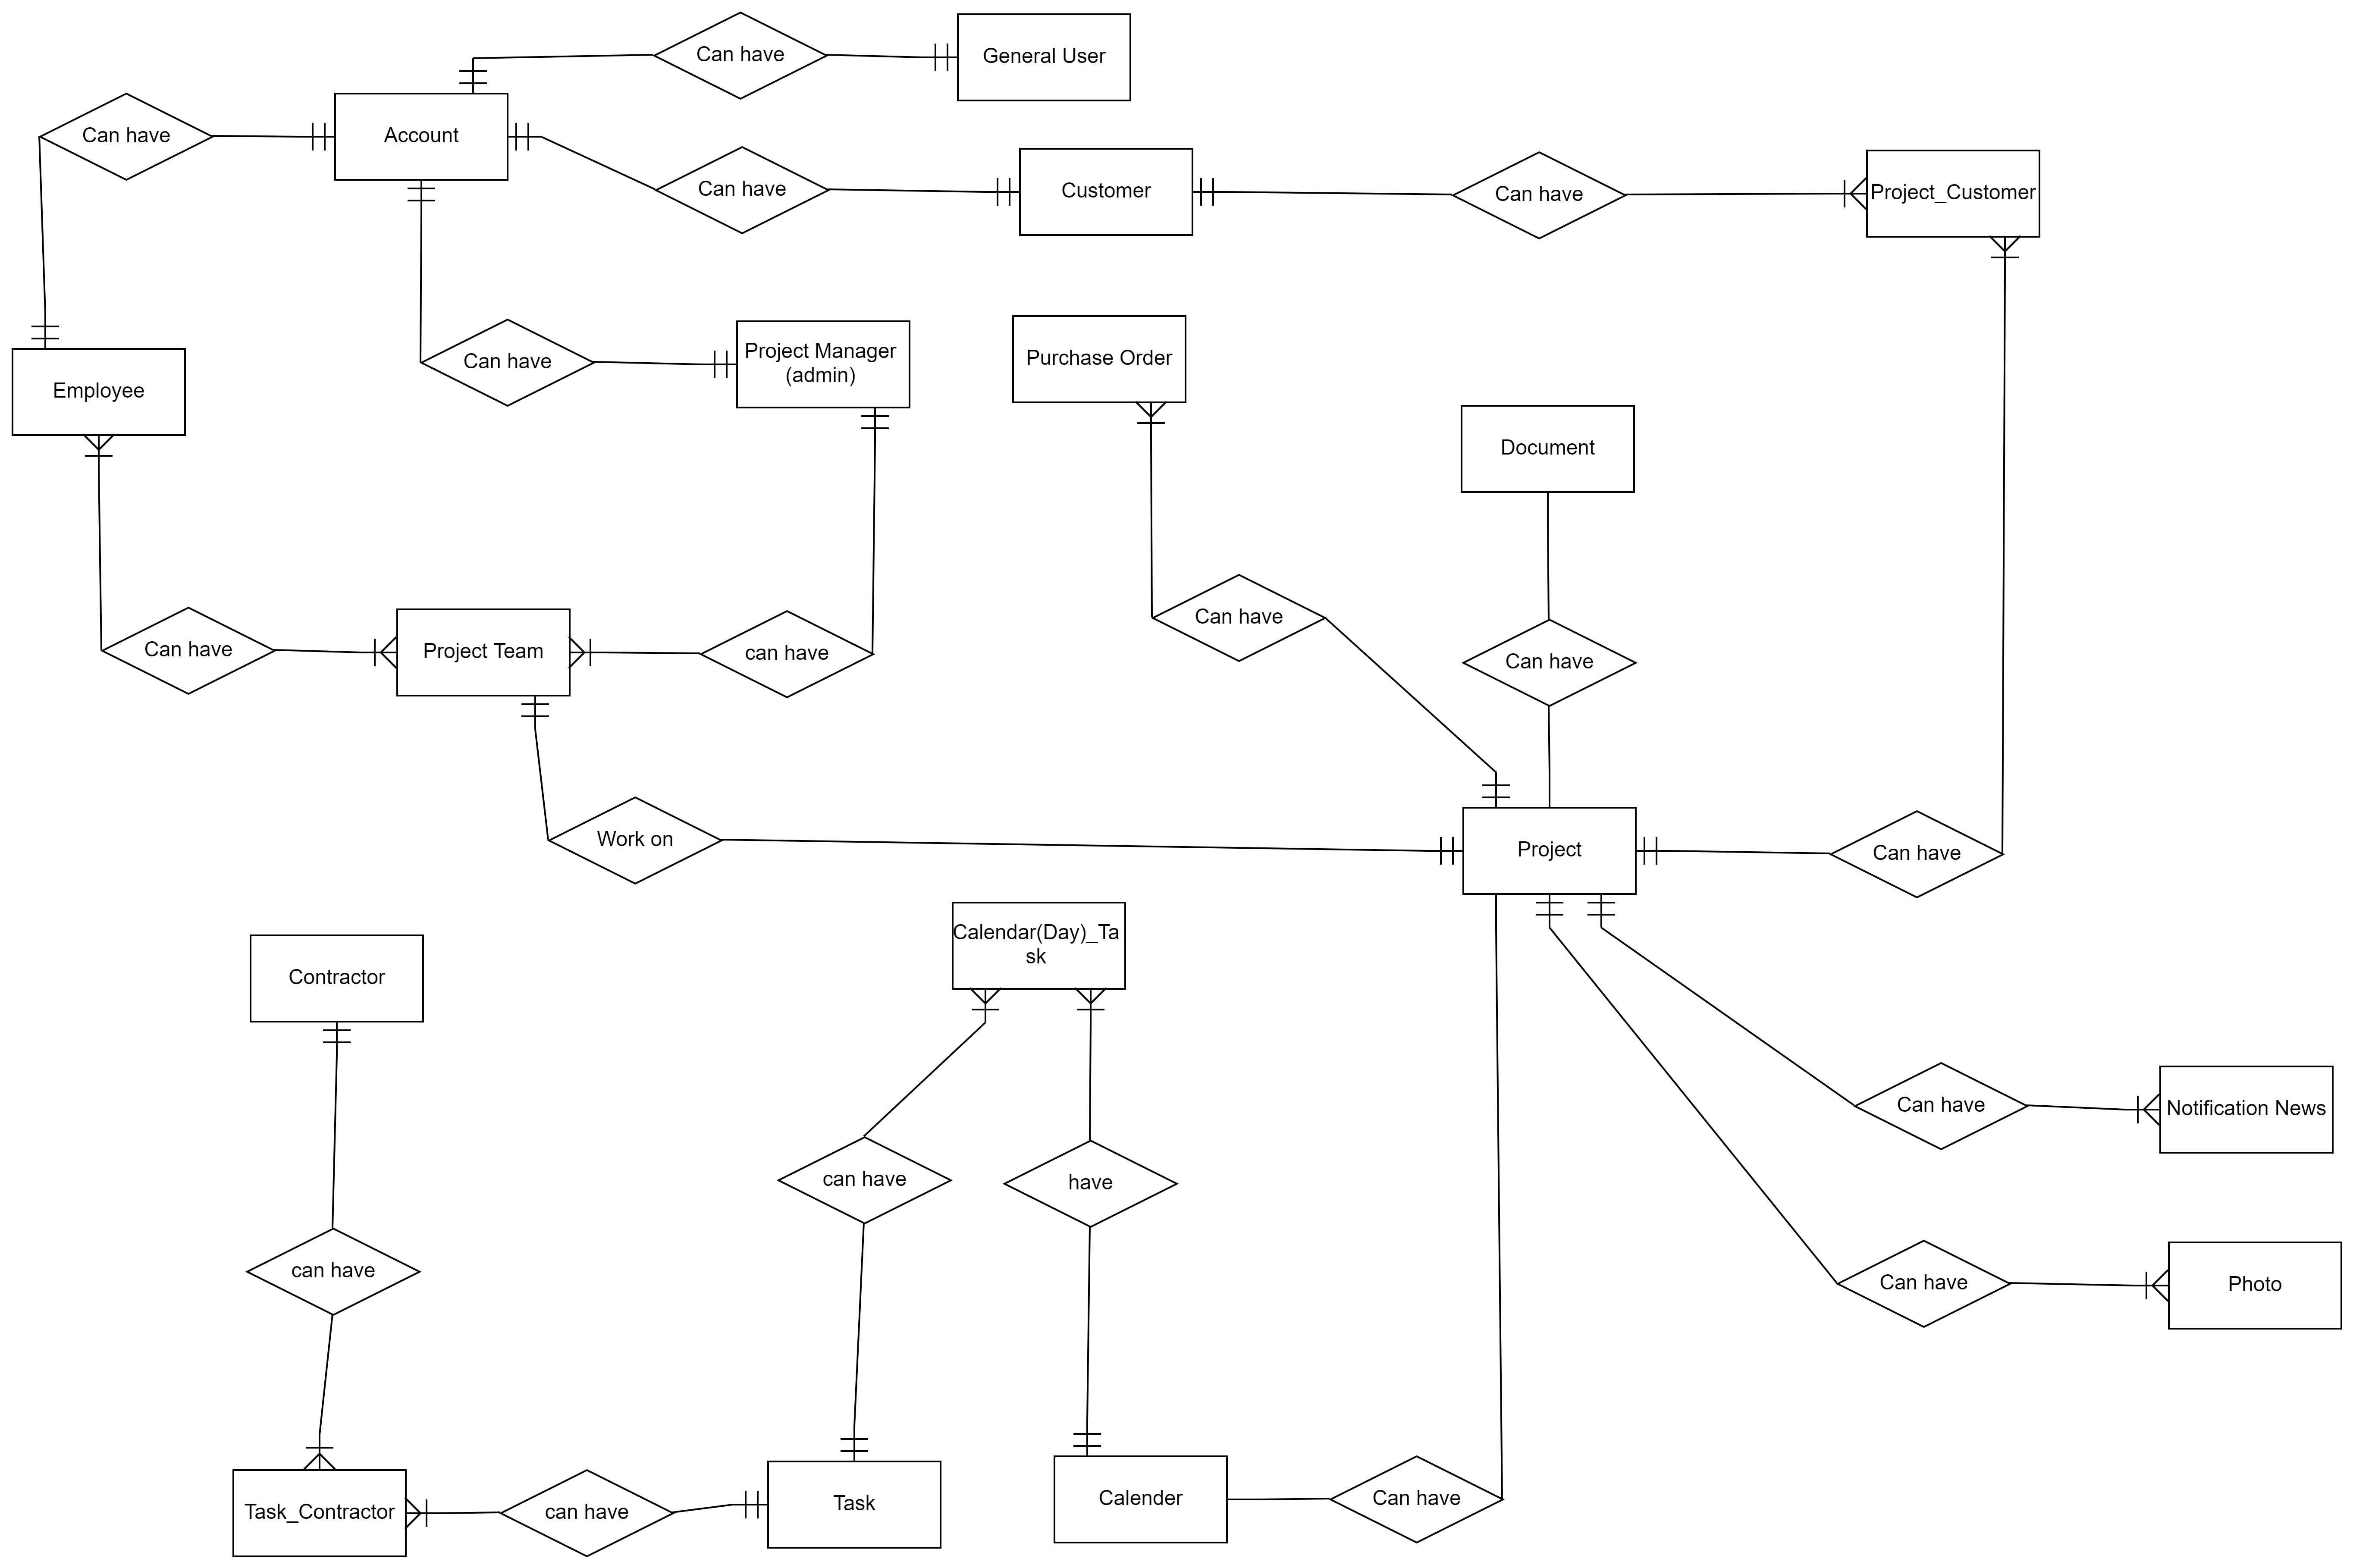 Can have
General User
Can have
Account
Can have
Customer
Can have
Project_Customer
Can have
Project Manager
(admin)
Purchase Order
Employee
Document
Can have
Project Team
can have
Can have
Can have
Work on
Project
Can have
Contractor
Calendar(Day)_Ta
sk
Can have
Notification News
can have
have
can have
Can have
Photo
Task_Contractor
can have
Task
Calender
Can have